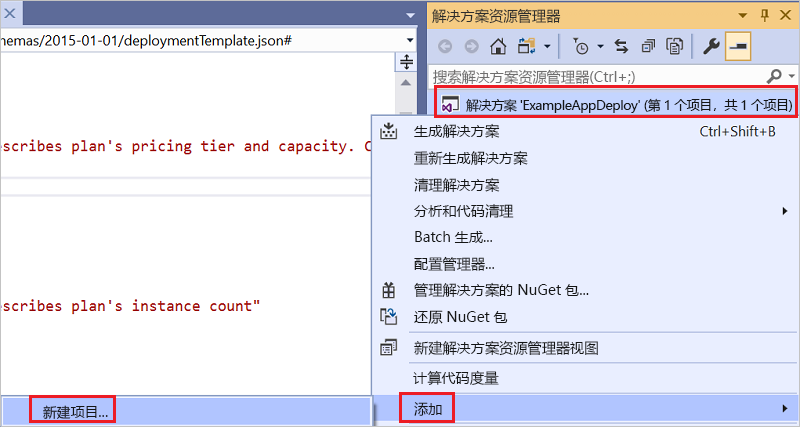 解决方案资源管理器
hemas/2015-01-01/deploymentTemplate.json#
搜索解决方案资源管理器(Ctrl+;)
解决方案 'ExampleAppDeploy' (第 1 个项目，共 1 个项目)
生成解决方案 Ctrl+Shift+B
scribes plan's pricing tier and capacity. C
重新生成解决方案
清理解决方案
分析和代码清理
Batch 生成...
配置管理器...
管理解决方案的 NuGet 包...
scribes plan's instance count"
还原 NuGet 包
新建解决方案资源管理器视图
计算代码度量
添加
新建项目...